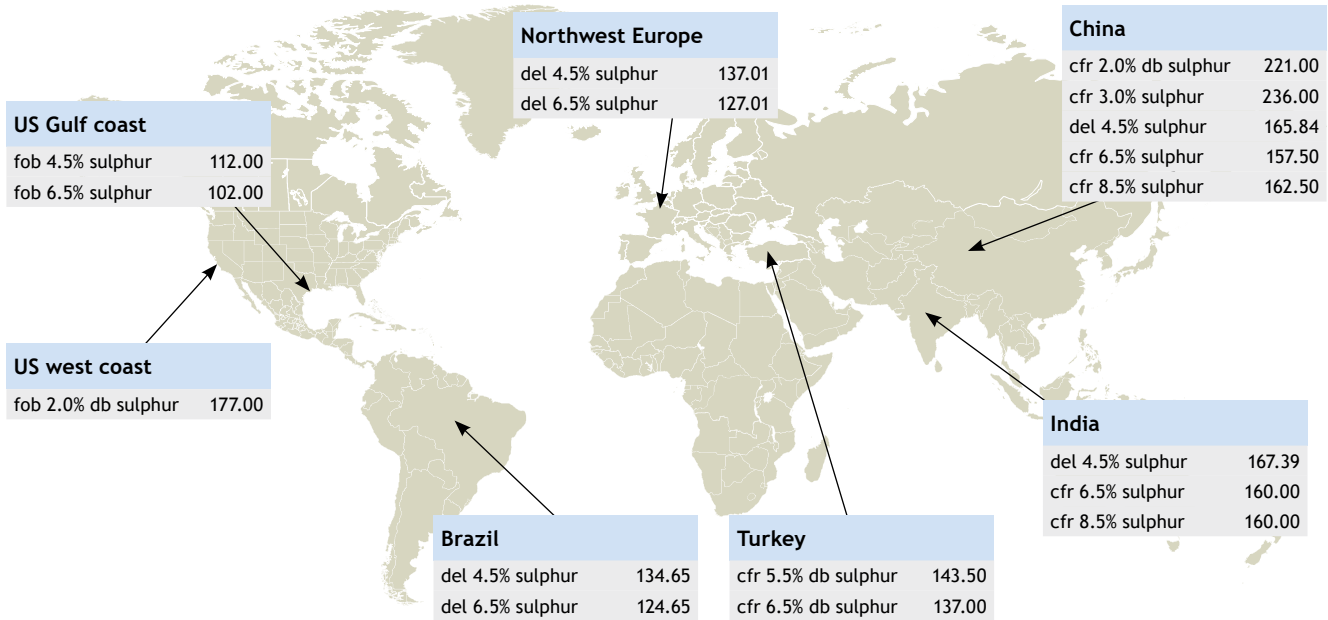 Northwest Europe
del 4.5% sulphur 137.01
del 6.5% sulphur 127.01
China
cfr 2.0% db sulphur 221.00
cfr 3.0% sulphur 236.00
del 4.5% sulphur 165.84
cfr 6.5% sulphur 157.50
cfr 8.5% sulphur 162.50
US Gulf coast
fob 4.5% sulphur 112.00
fob 6.5% sulphur 102.00
US west coast
fob 2.0% db sulphur 177.00
India
del 4.5% sulphur 167.39
cfr 6.5% sulphur 160.00
cfr 8.5% sulphur 160.00
Brazil
del 4.5% sulphur 134.65
del 6.5% sulphur 124.65
Turkey
cfr 5.5% db sulphur 143.50
cfr 6.5% db sulphur 137.00